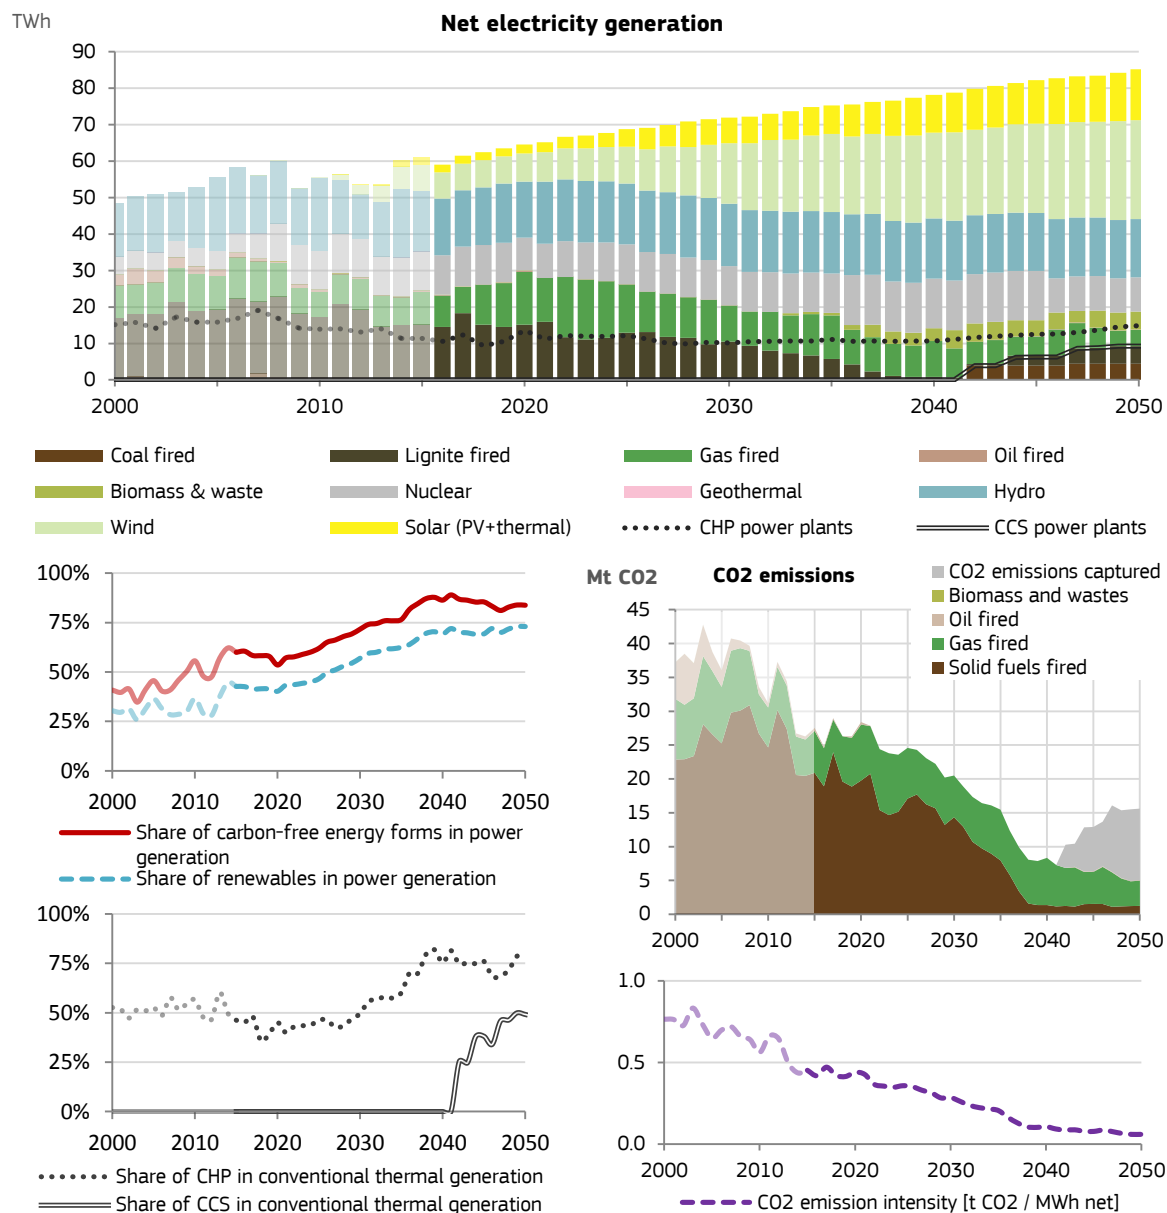 TWh
Net electricity generation
90
80
70
60
50
40
30
20
10
0
2000 2010 2020 2030 2040 2050
Coal fired Lignite fired Gas fired Oil fired
Biomass & waste Nuclear Geothermal Hydro
Wind Solar (PV+thermal) CHP power plants CCS power plants
100%
75%
50%
25%
0%
2000 2010 2020 2030 2040 2050
Share of carbon-free energy forms in power
generation
Share of renewables in power generation
Mt CO2
CO2 emissions
CO2 emissions captured
Biomass and wastes
Oil fired
Gas fired
Solid fuels fired
45
40
35
30
25
20
15
10
5
0
2000 2010 2020 2030 2040 2050
100%
75%
50%
25%
0%
2000 2010 2020 2030 2040 2050
Share of CHP in conventional thermal generation
Share of CCS in conventional thermal generation
1.0
0.5
0.0
2000 2010 2020 2030 2040 2050
CO2 emission intensity [t CO2 / MWh net]